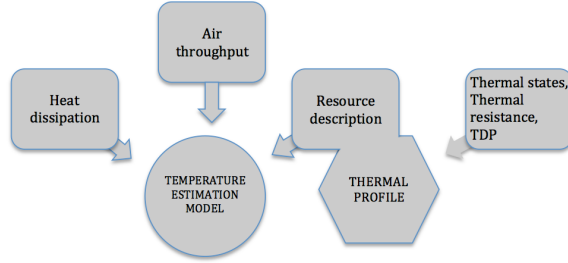 Air
throughput
Heat
dissipation
Resource
description
Thermal states,
Thermal
resistance,
TDP
TEMPERATURE
ESTIMATION
MODEL
THERMAL
PROFILE